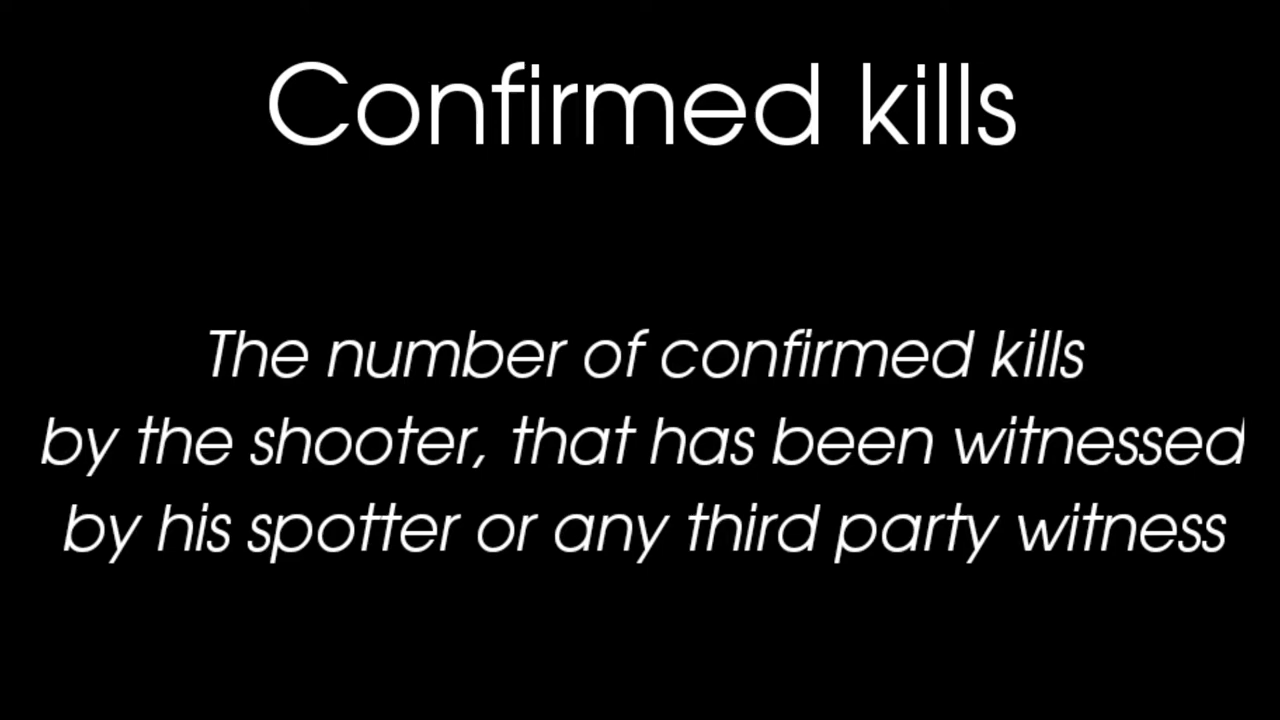 Confirmed kills
The number of confirmed kills
by the shooter, that has been witnessed
by his spotter or any third party witness